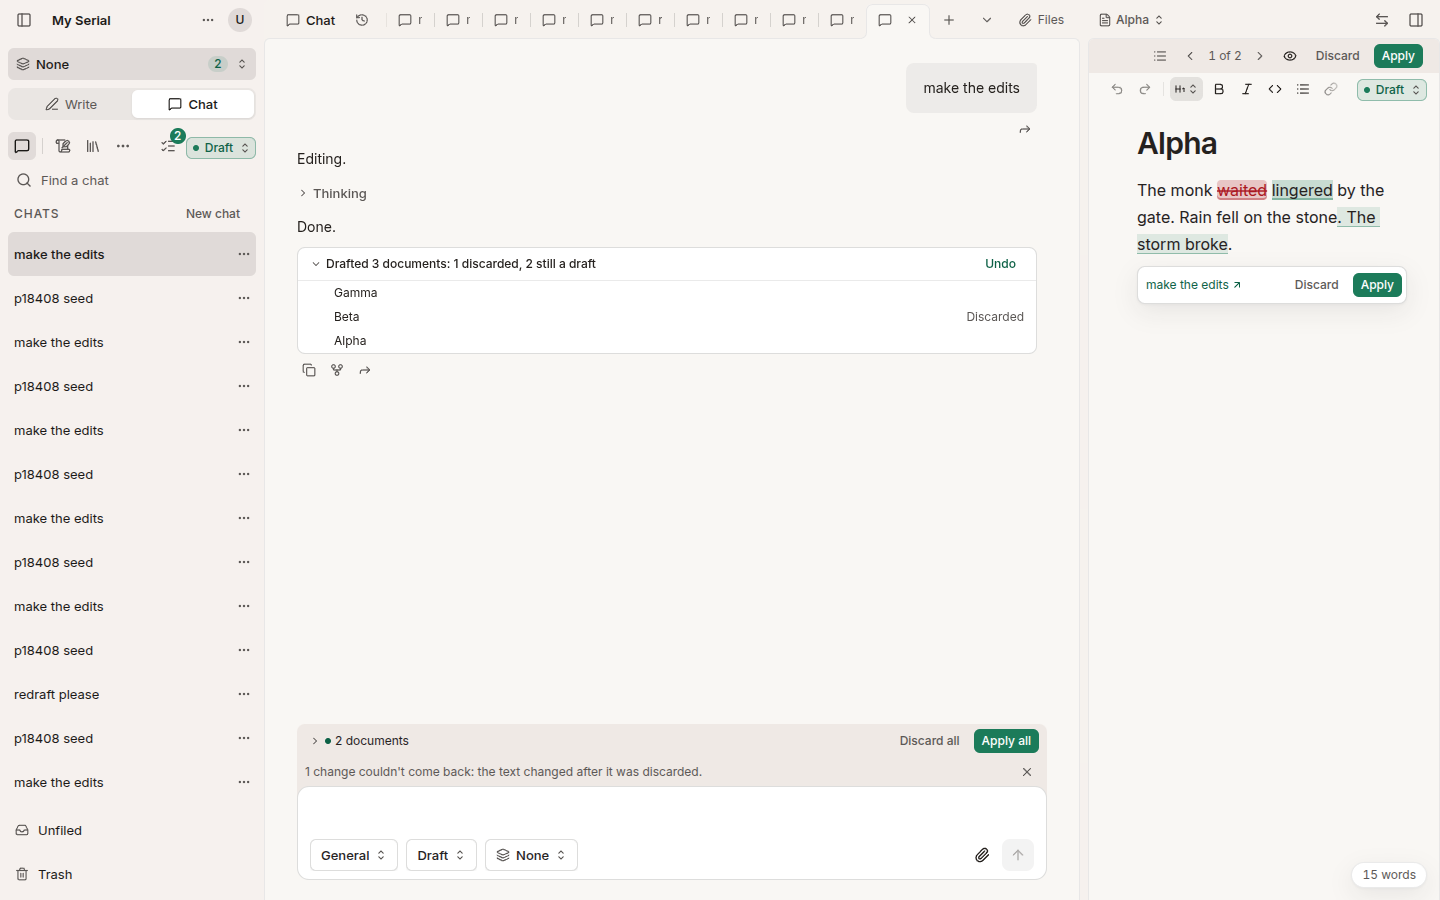 My Serial
U
None
2
Write
Chat
2
Draft
Find a chat
CHATS
New chat
make the edits
p18408 seed
make the edits
p18408 seed
make the edits
p18408 seed
make the edits
p18408 seed
make the edits
p18408 seed
redraft please
p18408 seed
make the edits
Unfiled
Trash
Chat
Files
make the edits
Editing.
Thinking
Done.
Drafted 3 documents: 1 discarded, 2 still a draft
Undo
Gamma
Beta
Discarded
Alpha
2 documents
Discard all
Apply all
1 change couldn't come back: the text changed after it was discarded.
General
Draft
None
Alpha
1 of 2
Discard
Apply
H1
B
I
Draft
Alpha
The monk waited lingered by the
gate. Rain fell on the stone. The
storm broke.
make the edits
Discard
Apply
15 words